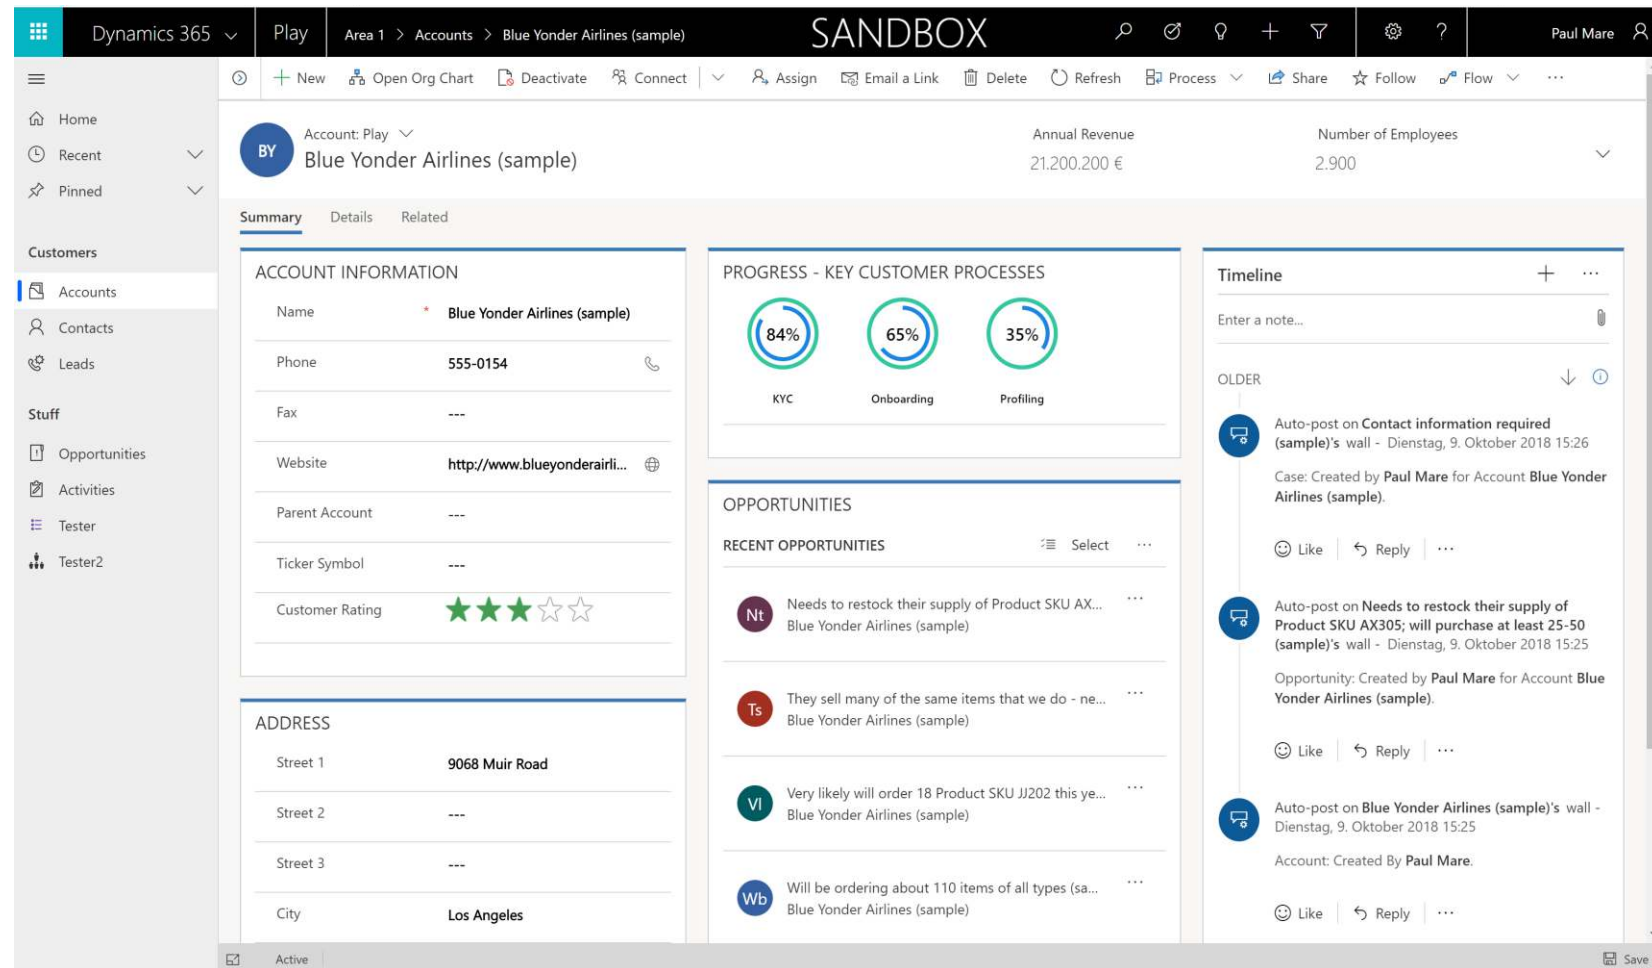 Dynamics 365
Play
Area 1 > Accounts > Blue Yonder Airlines (sample)
SANDBOX
Paul Mare
New
Open Org Chart
Deactivate
Connect
Assign
Email a Link
Delete
Refresh
Process
Share
Follow
Flow
Home
Recent
Pinned
Customers
Accounts
Contacts
Leads
Stuff
Opportunities
Activities
Tester
Tester2
BY
Account: Play
Blue Yonder Airlines (sample)
Annual Revenue
21.200.200 €
Number of Employees
2.900
Summary
Details
Related
ACCOUNT INFORMATION
Name * Blue Yonder Airlines (sample)
Phone 555-0154
Fax ---
Website http://www.blueyonderairli...
Parent Account ---
Ticker Symbol ---
Customer Rating
ADDRESS
Street 1 9068 Muir Road
Street 2 ---
Street 3 ---
City Los Angeles
PROGRESS - KEY CUSTOMER PROCESSES
84% 65% 35%
KYC Onboarding Profiling
OPPORTUNITIES
RECENT OPPORTUNITIES
Select ...
Nt
Needs to restock their supply of Product SKU AX... ...
Blue Yonder Airlines (sample)
Ts
They sell many of the same items that we do - ne... ...
Blue Yonder Airlines (sample)
Vl
Very likely will order 18 Product SKU JJ202 this ye... ...
Blue Yonder Airlines (sample)
Wb
Will be ordering about 110 items of all types (sa... ...
Blue Yonder Airlines (sample)
Timeline
Enter a note...
OLDER
Auto-post on Contact information required
(sample)'s wall - Dienstag, 9. Oktober 2018 15:26
Case: Created by Paul Mare for Account Blue Yonder
Airlines (sample).
Like Reply ...
Auto-post on Needs to restock their supply of
Product SKU AX305; will purchase at least 25-50
(sample)'s wall - Dienstag, 9. Oktober 2018 15:25
Opportunity: Created by Paul Mare for Account Blue
Yonder Airlines (sample).
Like Reply ...
Auto-post on Blue Yonder Airlines (sample)'s wall -
Dienstag, 9. Oktober 2018 15:25
Account: Created By Paul Mare.
Like Reply ...
Active
Save